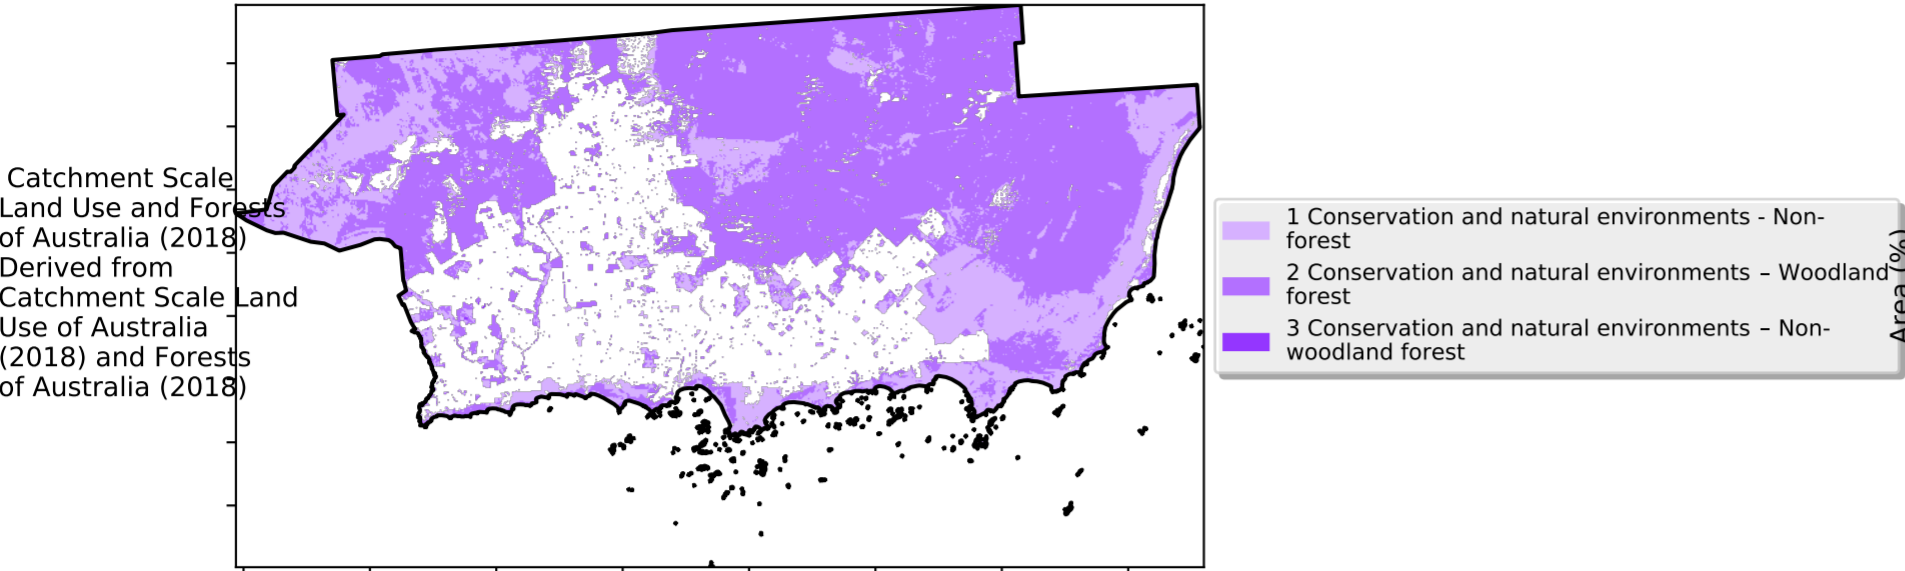 Catchment Scale
Land Use and Forests
of Australia (2018)
Derived from
Catchment Scale Land
Use of Australia
(2018) and Forests
of Australia (2018)
1 Conservation and natural environments - Non-
forest
2 Conservation and natural environments – Woodland
forest
3 Conservation and natural environments – Non-
woodland forest
Area (%)